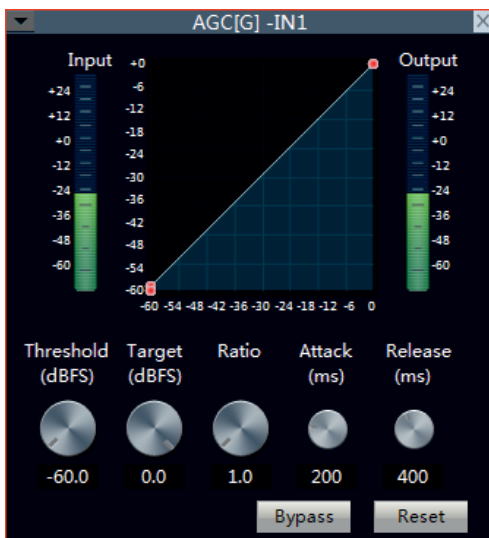 AGC[G] -IN1
Input
Output
+24
+12
+0
-12
-24
-36
-48
-60
+0
-6
-12
-18
-24
-30
-36
-42
-48
-54
-60
-60 -54 -48 -42 -36 -30 -24 -18 -12 -6 0
+24
+12
+0
-12
-24
-36
-48
-60
Threshold (dBFS)
Target (dBFS)
Ratio
Attack (ms)
Release (ms)
-60.0
0.0
1.0
200
400
Bypass
Reset